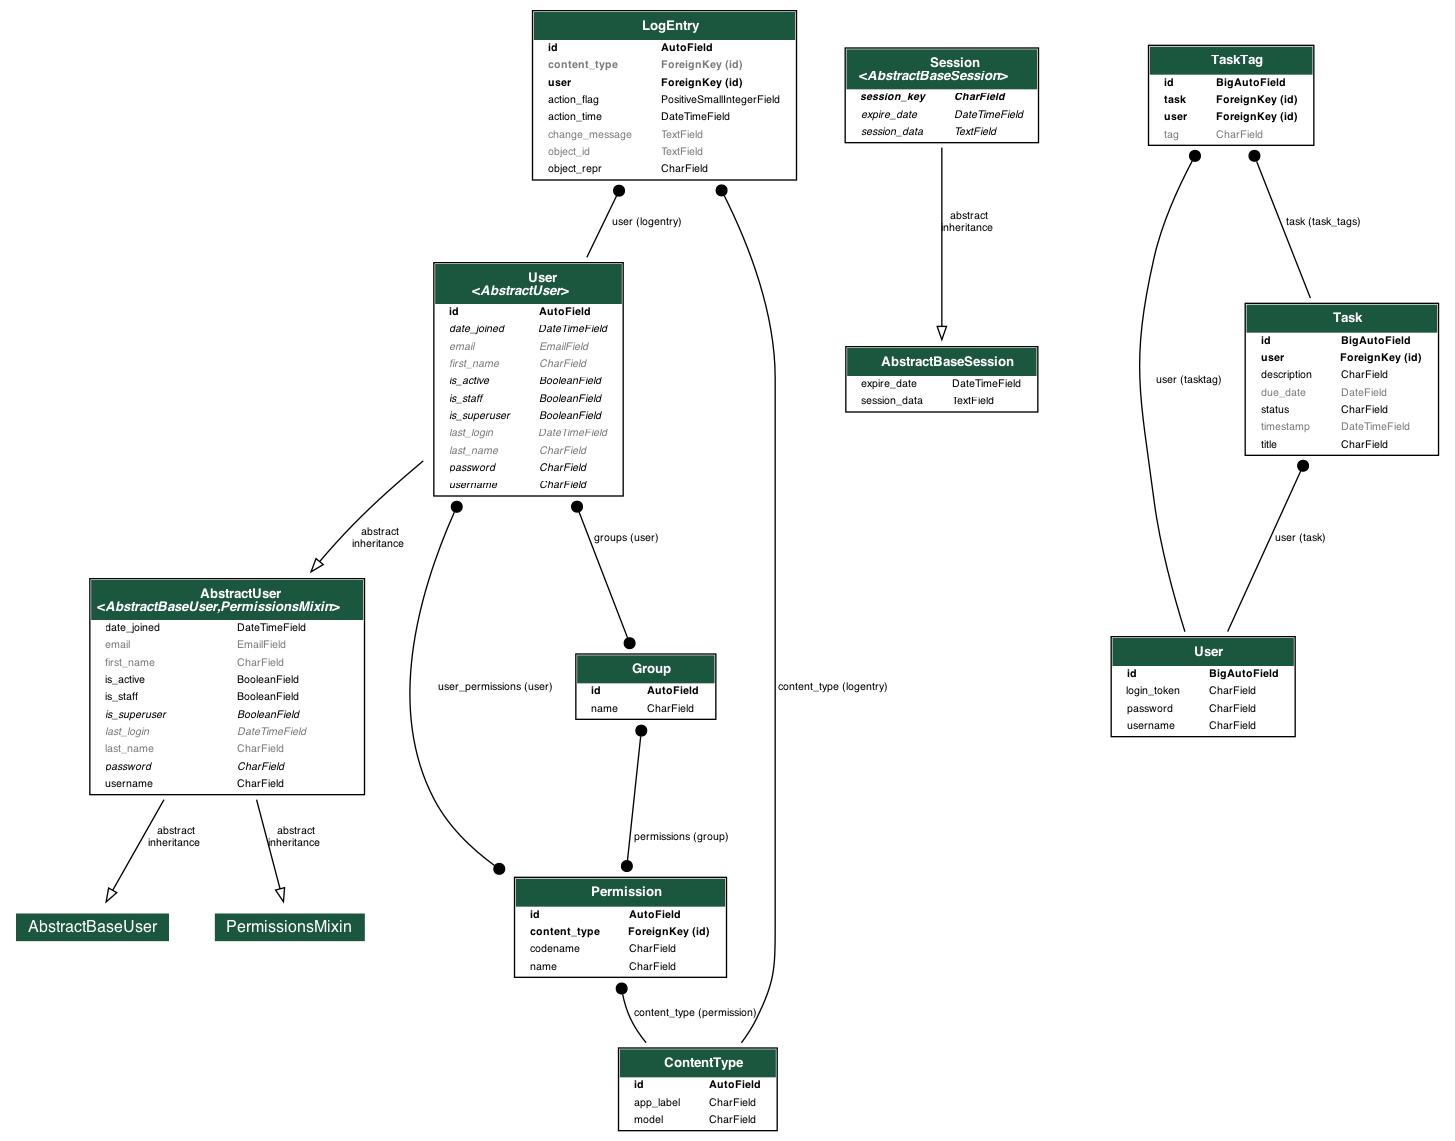 LogEntry
id AutoField
content_type ForeignKey (id)
user ForeignKey (id)
action_flag PositiveSmallIntegerField
action_time DateTimeField
change_message TextField
object_id TextField
object_repr CharField
Session
<AbstractBaseSession>
session_key CharField
expire_date DateTimeField
session_data TextField
TaskTag
id BigAutoField
task ForeignKey (id)
user ForeignKey (id)
tag CharField
user (logentry)
abstract
inheritance
task (task_tags)
User
<AbstractUser>
id AutoField
date_joined DateTimeField
email EmailField
first_name CharField
is_active BooleanField
is_staff BooleanField
is_superuser BooleanField
last_login DateTimeField
last_name CharField
password CharField
username CharField
AbstractBaseSession
expire_date DateTimeField
session_data TextField
user (tasktag)
Task
id BigAutoField
user ForeignKey (id)
description CharField
due_date DateField
status CharField
timestamp DateTimeField
title CharField
abstract
inheritance
groups (user)
user (task)
AbstractUser
<AbstractBaseUser,PermissionsMixin>
date_joined DateTimeField
email EmailField
first_name CharField
is_active BooleanField
is_staff BooleanField
is_superuser BooleanField
last_login DateTimeField
last_name CharField
password CharField
username CharField
user_permissions (user)
Group
id AutoField
name CharField
content_type (logentry)
User
id BigAutoField
login_token CharField
password CharField
username CharField
abstract
inheritance
abstract
inheritance
permissions (group)
AbstractBaseUser
PermissionsMixin
Permission
id AutoField
content_type ForeignKey (id)
codename CharField
name CharField
content_type (permission)
ContentType
id AutoField
app_label CharField
model CharField